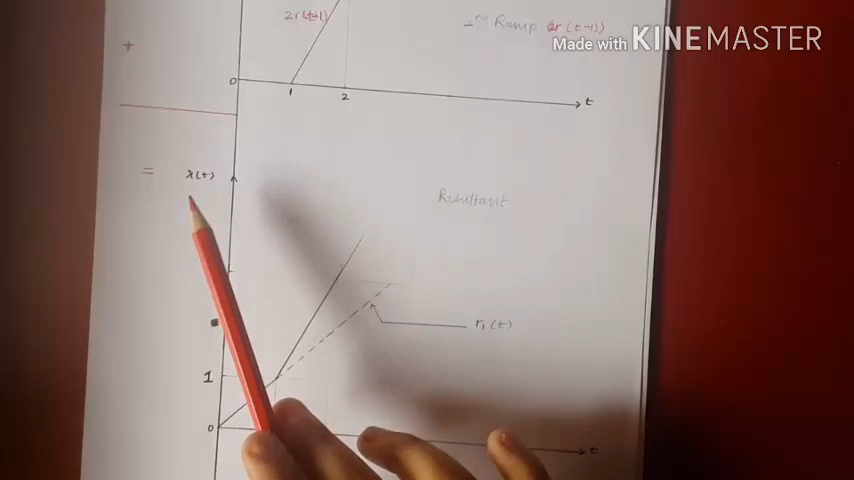 2r(t-1)
2nd Ramp 2r(t-1)
Made with KINEMASTER
+
0
1
2
t
=
x(t)
Resultant
r₁(t)
1
0
t